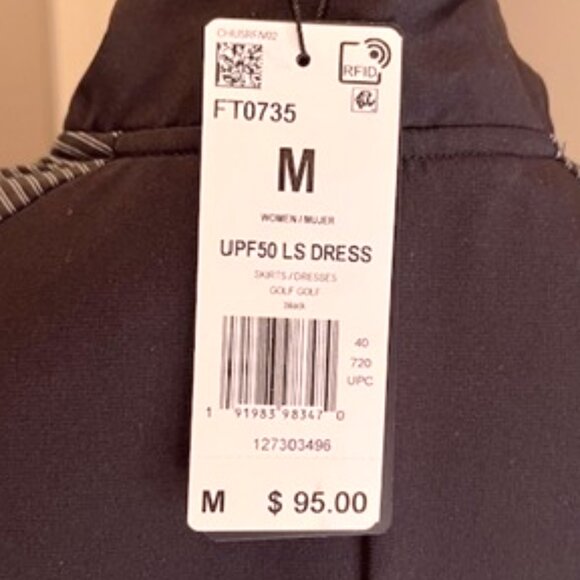 RFID
FT0735
M
WOMEN / MUJER
UPF50 LS DRESS
SKIRTS / DRESSES
GOLF GOLF
black
40
720
UPC
1 91983 98347 0
127303496
M $ 95.00